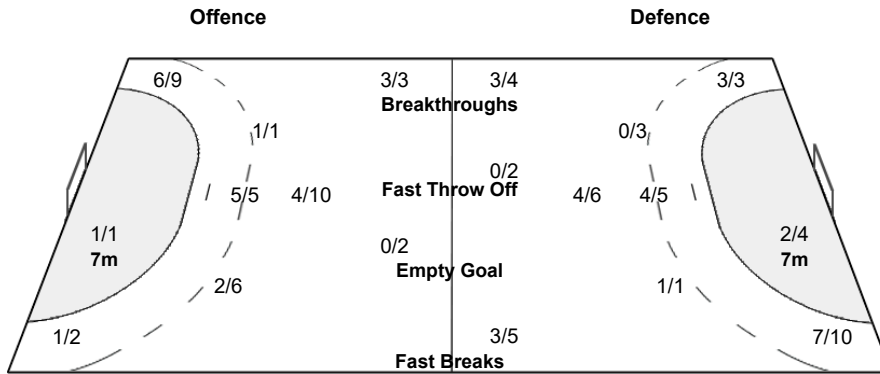 Offence Defence
6/9 3/3 3/4 3/3
Breakthroughs
1/1 0/3
0/2
5/5 4/10 Fast Throw Off 4/6 4/5
1/1 2/4
7m 0/2 7m
Empty Goal
2/6 1/1
1/2 3/5 7/10
Fast Breaks